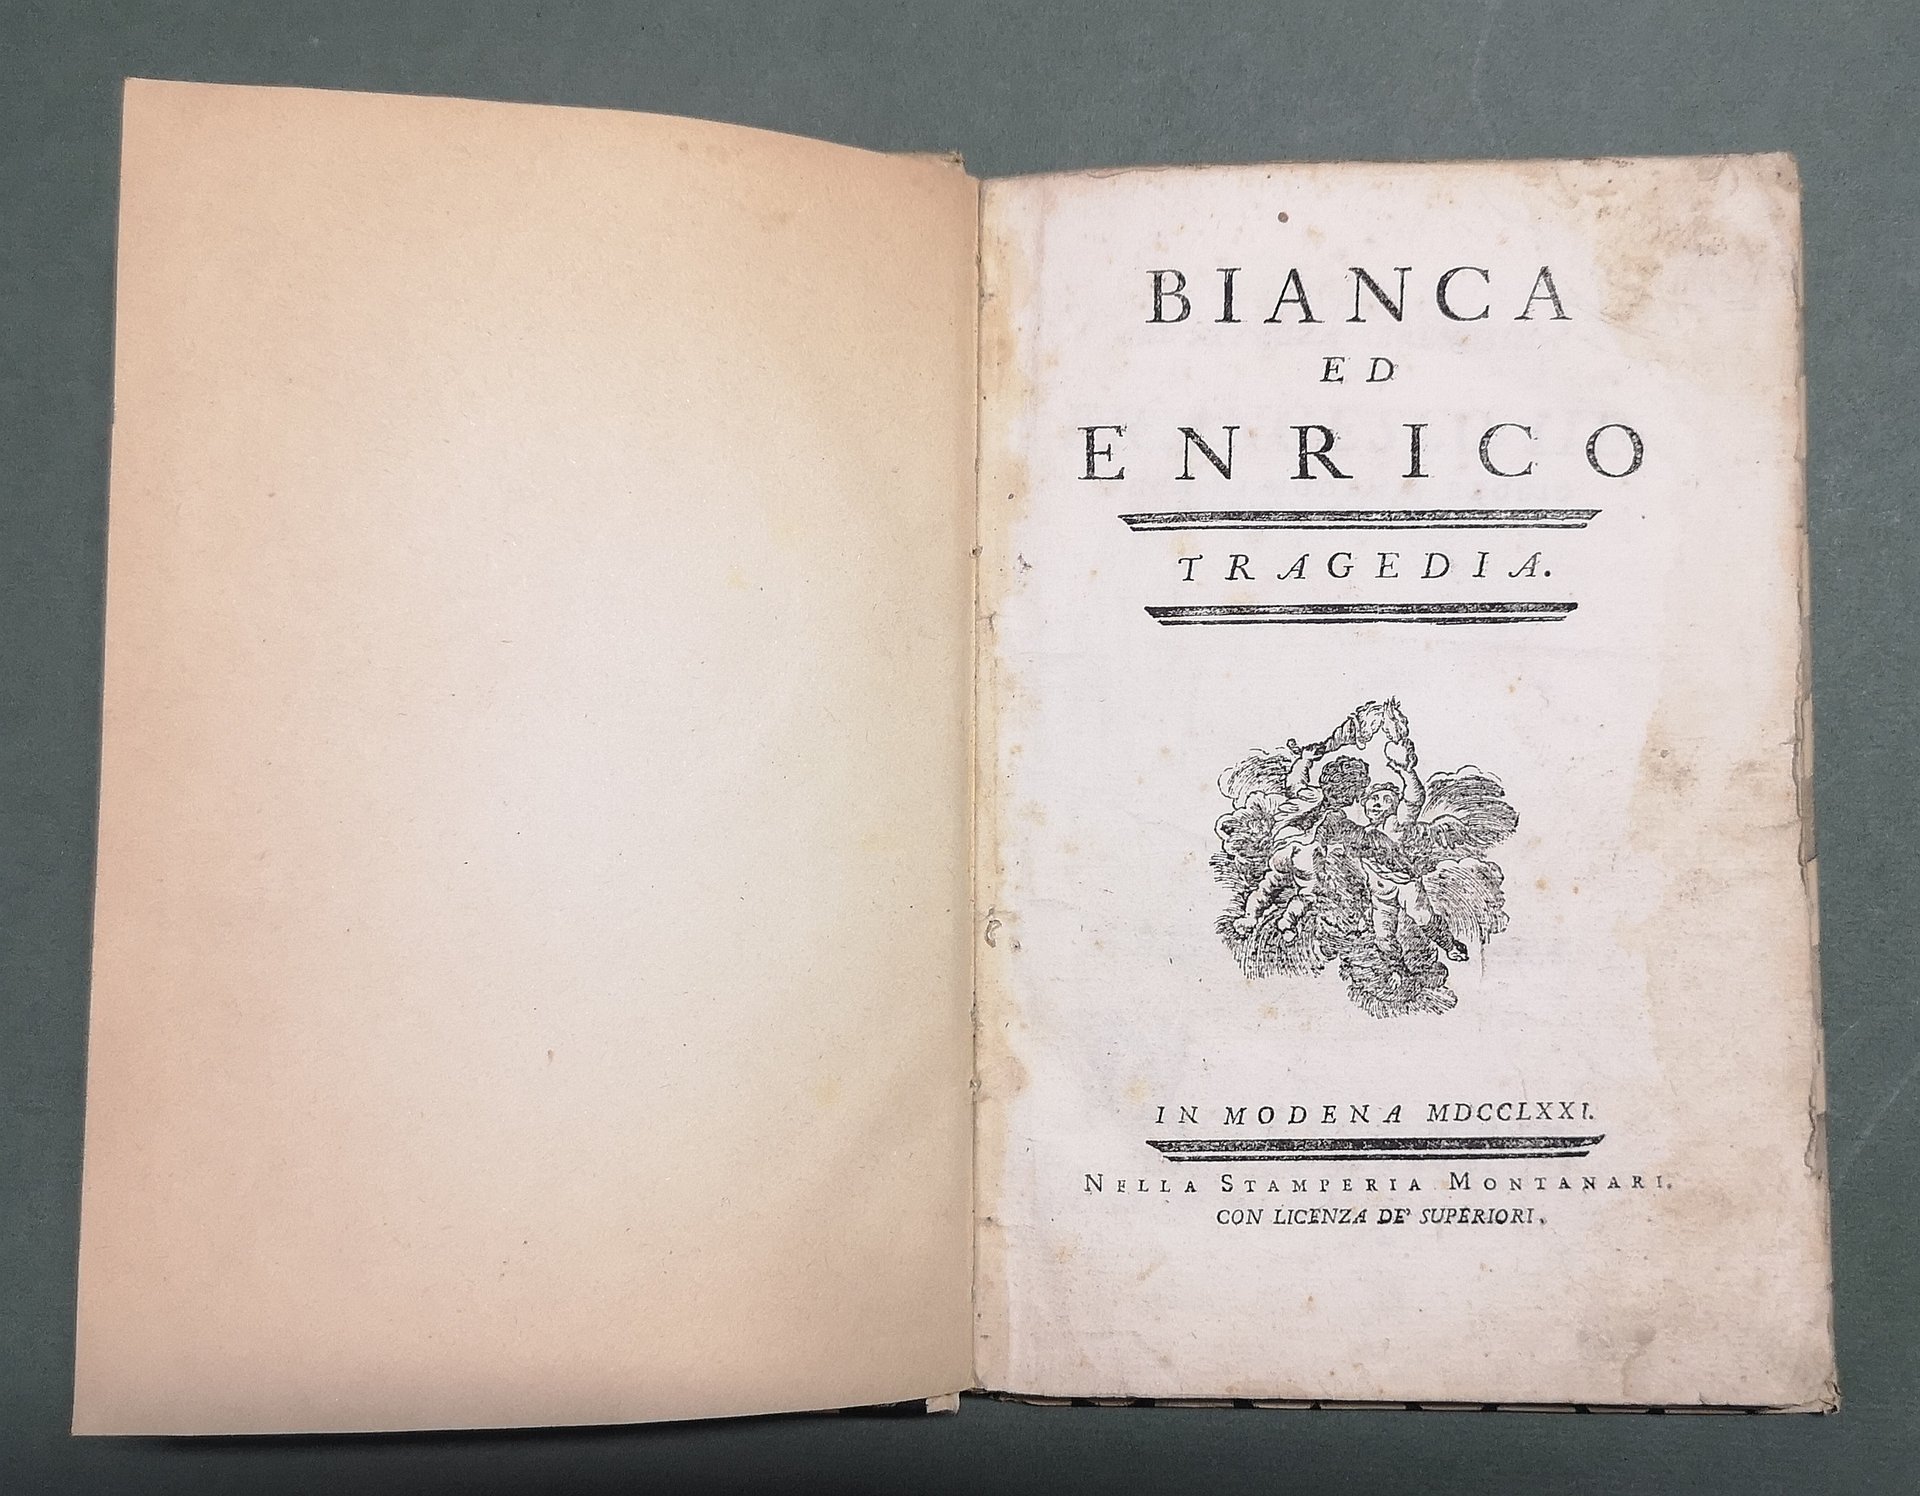 BIANCA
ED
ENRICO
TRAGEDIA.
IN MODENA MDCCLXXI.
NELLA STAMPERIA MONTANARI.
CON LICENZA DE' SUPERIORI.